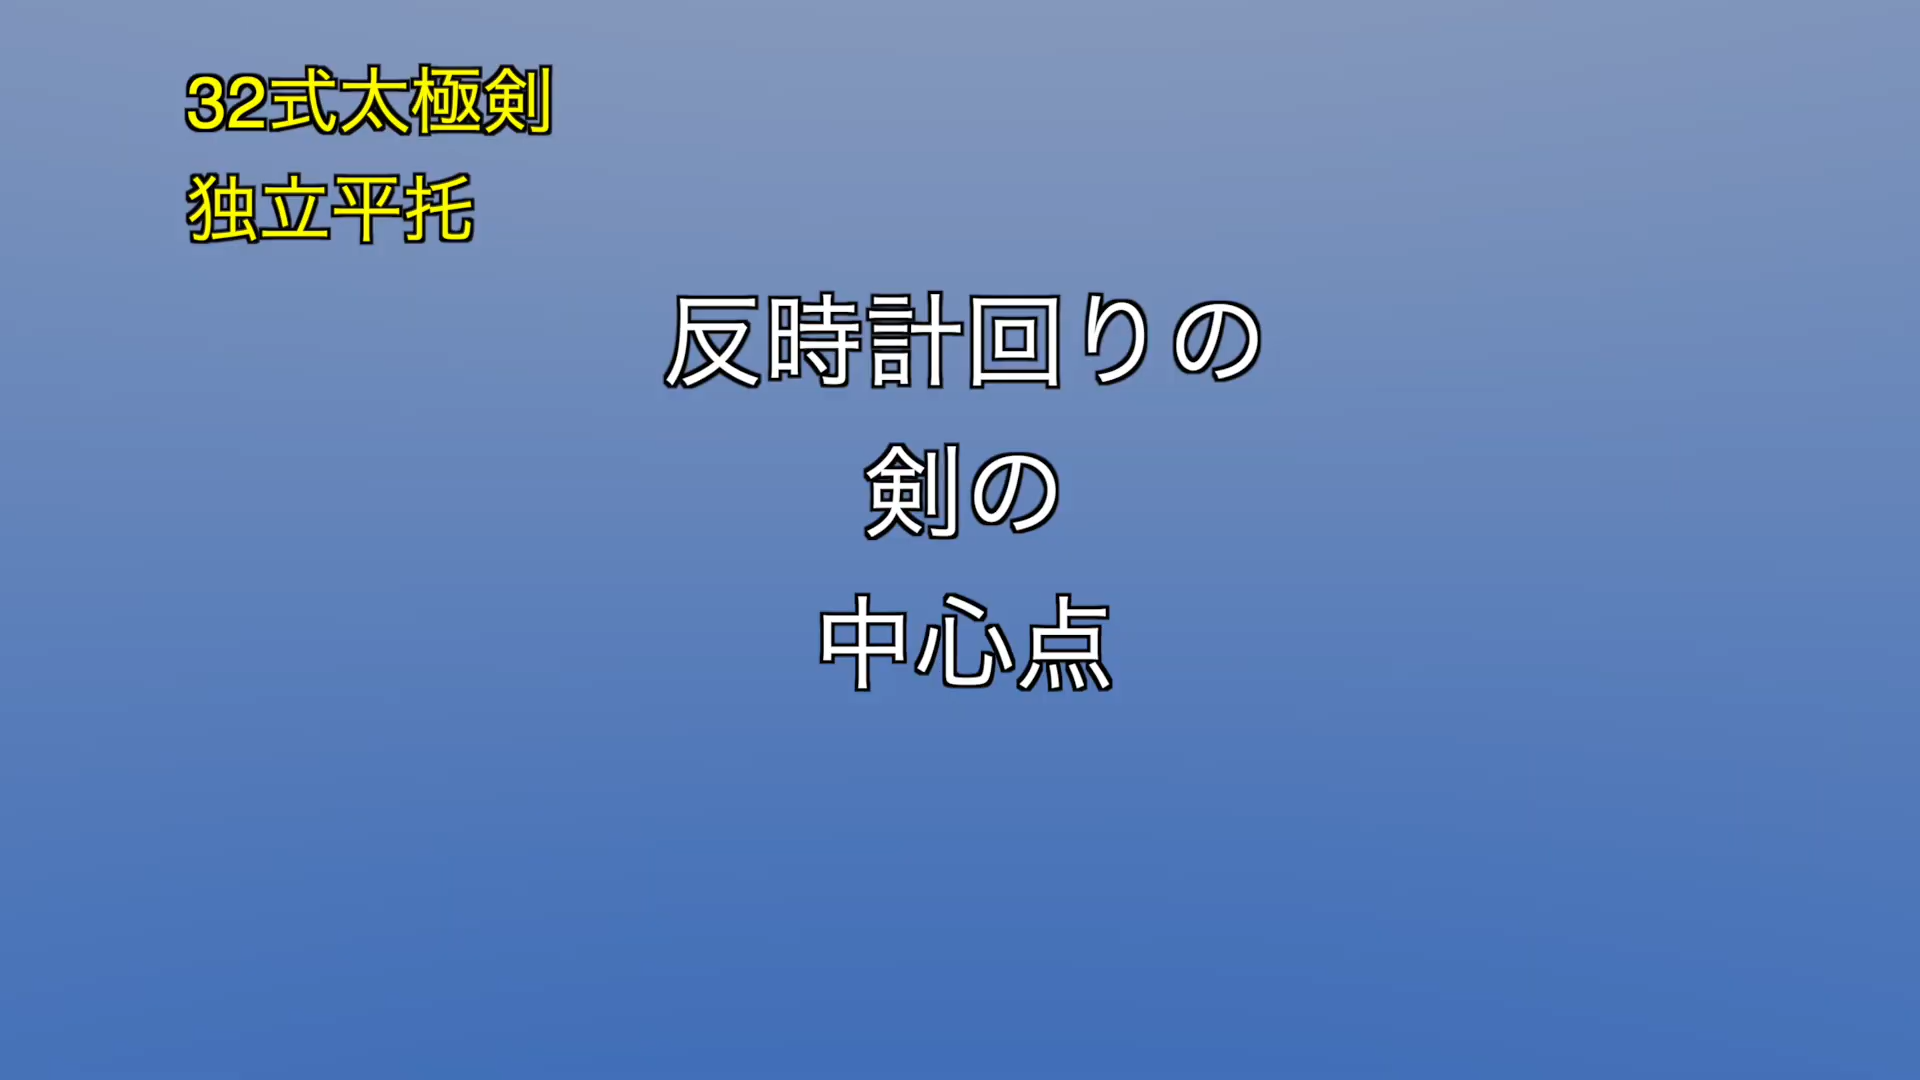 32式太極剣
独立平托
反時計回りの
剣の
中心点